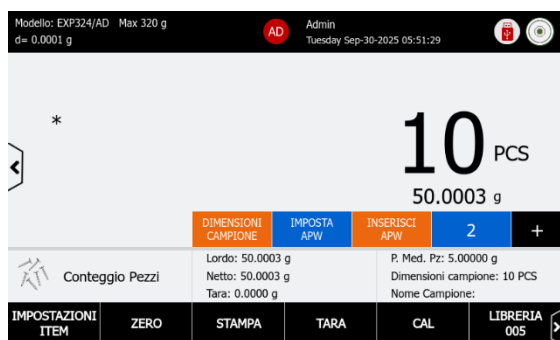 Modello: EXP324/AD Max 320 g
d= 0.0001 g
AD
Admin
Tuesday Sep-30-2025 05:51:29
*
10 PCS
50.0003 g
DIMENSIONI
CAMPIONE
IMPOSTA
APW
INSERISCI
APW
2
+
Conteggio Pezzi
Lordo: 50.0003 g
Netto: 50.0003 g
Tara: 0.0000 g
P. Med. Pz: 5.00000 g
Dimensioni campione: 10 PCS
Nome Campione:
IMPOSTAZIONI
ITEM
ZERO
STAMPA
TARA
CAL
LIBRERIA
005